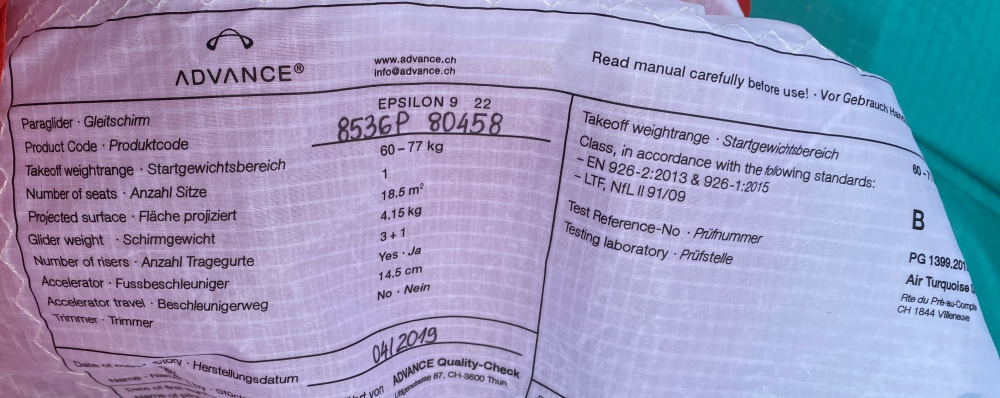 ADVANCE®
www.advance.ch
info@advance.ch
Read manual carefully before use! · Vor Gebrauch
Paraglider · Gleitschirm EPSILON 9 22
Product Code · Produktcode 8536P 80458
Takeoff weightrange · Startgewichtsbereich 60 – 77 kg
Number of seats · Anzahl Sitze 1
Projected surface · Fläche projiziert 18.5 m²
Glider weight · Schirmgewicht 4.15 kg
Number of risers · Anzahl Tragegurte 3 + 1
Accelerator · Fussbeschleuniger Yes · Ja
Accelerator travel · Beschleunigerweg 14.5 cm
Trimmer · Trimmer No · Nein
Herstellungsdatum 04/2019
ADVANCE Quality-Check
Uttigenstrasse 87, CH-3600 Thun
Takeoff weightrange · Startgewichtsbereich 60 -
Class, in accordance with the following standards:
– EN 926-2:2013 & 926-1:2015
– LTF, NfL II 91/09 B
Test Reference-No · Prüfnummer PG 1399.201
Testing laboratory · Prüfstelle Air Turquoise
Rte du Pré-au-Comte
CH 1844 Villeneuve